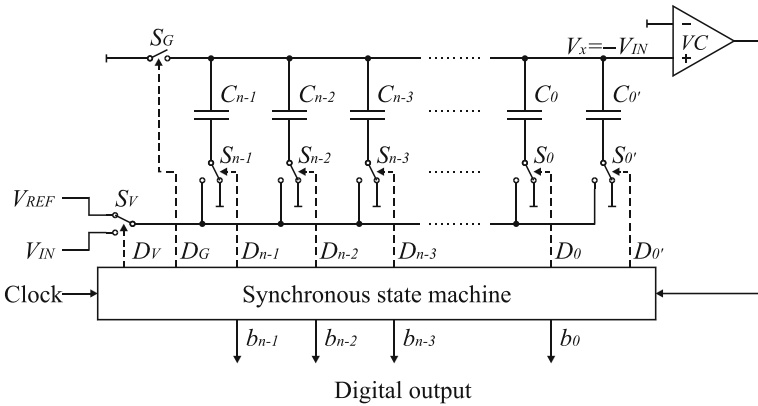 S_G V_x=-V_IN - VC +
C_n-1 C_n-2 C_n-3 C_0 C_0'
S_n-1 S_n-2 S_n-3 S_0 S_0'
V_REF S_V
V_IN D_V D_G D_n-1 D_n-2 D_n-3 D_0 D_0'
Clock Synchronous state machine
b_n-1 b_n-2 b_n-3 b_0
Digital output